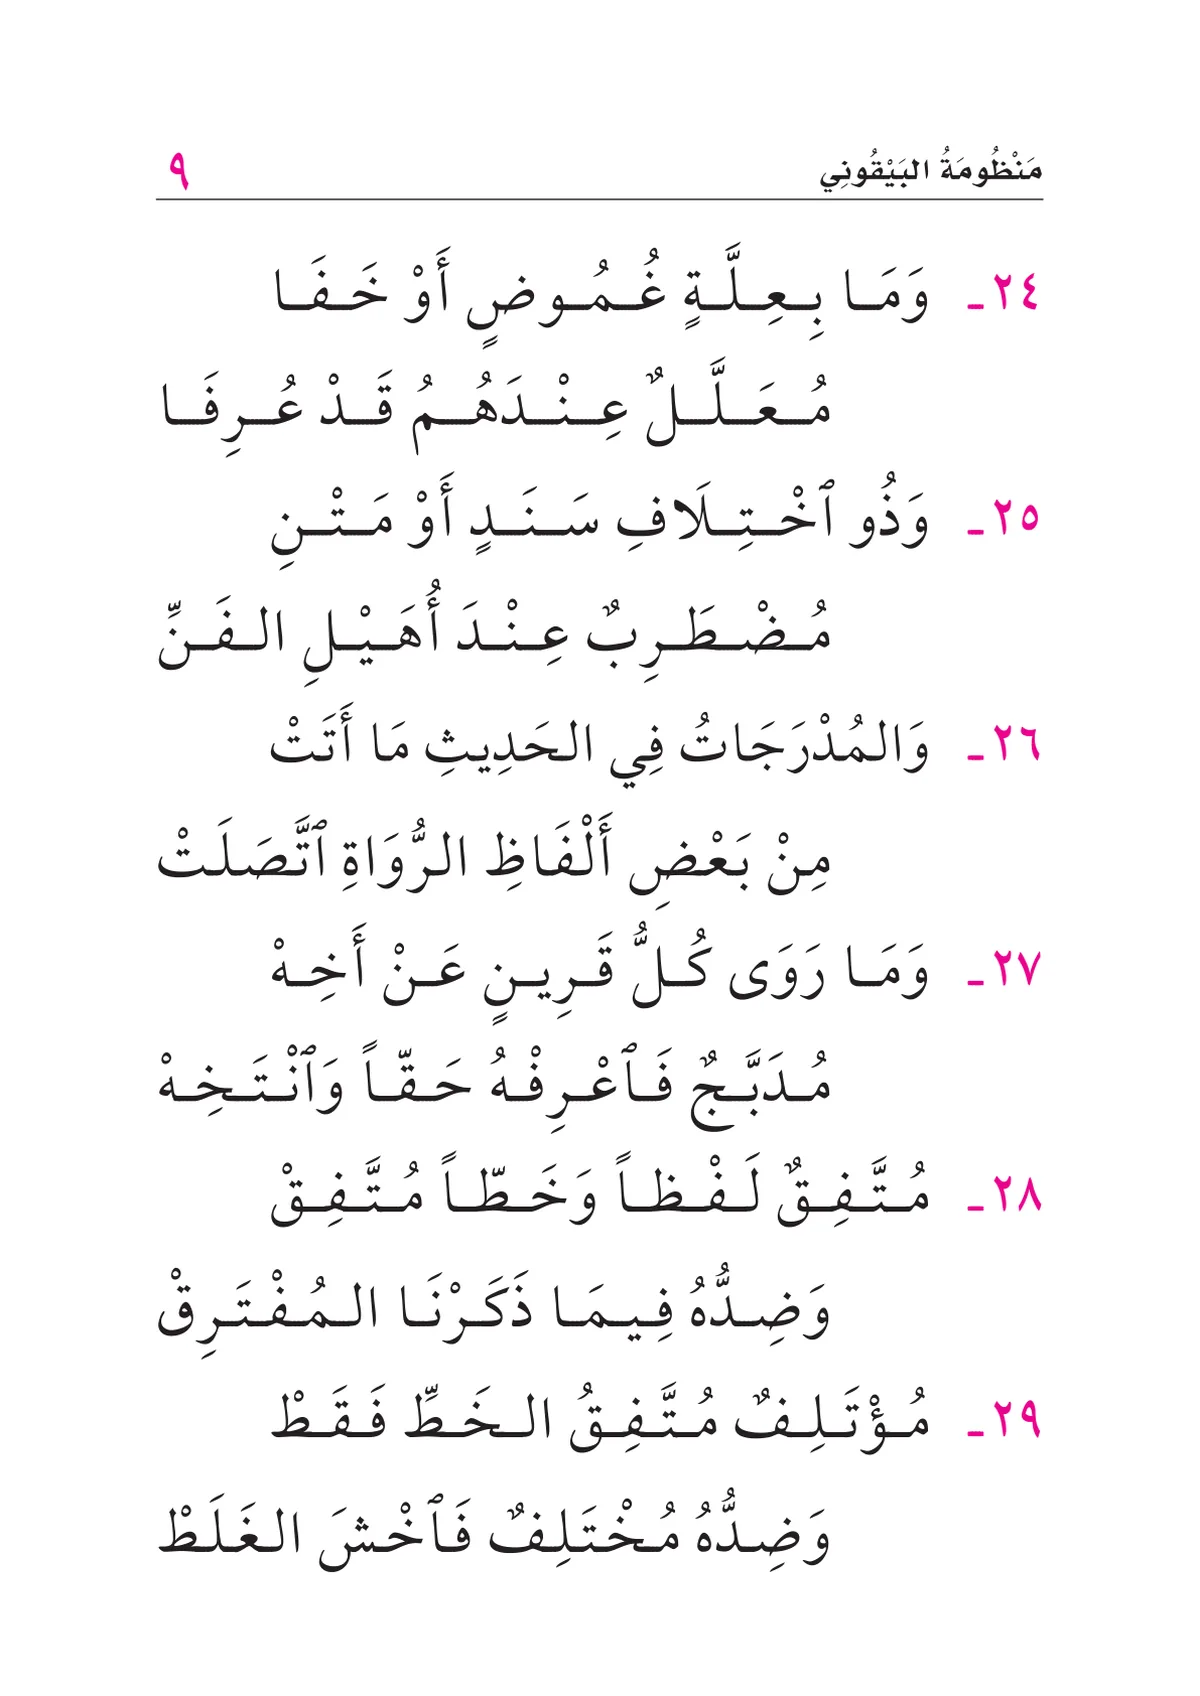 مَنْظُومَةُ البَيْقُونِي ٩
٢٤ـ وَمَا بِعِلَّةٍ غُمُوضٍ أَوْ خَفَا
مُعَلَّلٌ عِنْدَهُمُ قَدْ عُرِفَا
٢٥ـ وَذُو ٱخْتِلَافِ سَنَدٍ أَوْ مَتْنِ
مُضْطَرِبٌ عِنْدَ أُهَيْلِ الفَنِّ
٢٦ـ وَالمُدْرَجَاتُ فِي الحَدِيثِ مَا أَتَتْ
مِنْ بَعْضِ أَلْفَاظِ الرُّوَاةِ ٱتَّصَلَتْ
٢٧ـ وَمَا رَوَى كُلُّ قَرِينٍ عَنْ أَخِهْ
مُدَبَّجٌ فَٱعْرِفْهُ حَقّاً وَٱنْتَخِهْ
٢٨ـ مُتَّفِقٌ لَفْظاً وَخَطّاً مُتَّفِقْ
وَضِدُّهُ فِيمَا ذَكَرْنَا المُفْتَرِقْ
٢٩ـ مُؤْتَلِفٌ مُتَّفِقُ الخَطِّ فَقَطْ
وَضِدُّهُ مُخْتَلِفٌ فَٱخْشَ الغَلَطْ